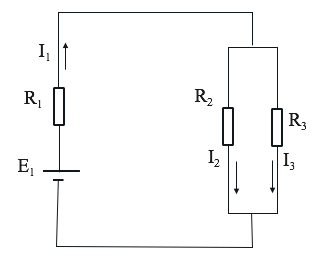 I₁
R₁
R₂
R₃
E₁
I₂
I₃